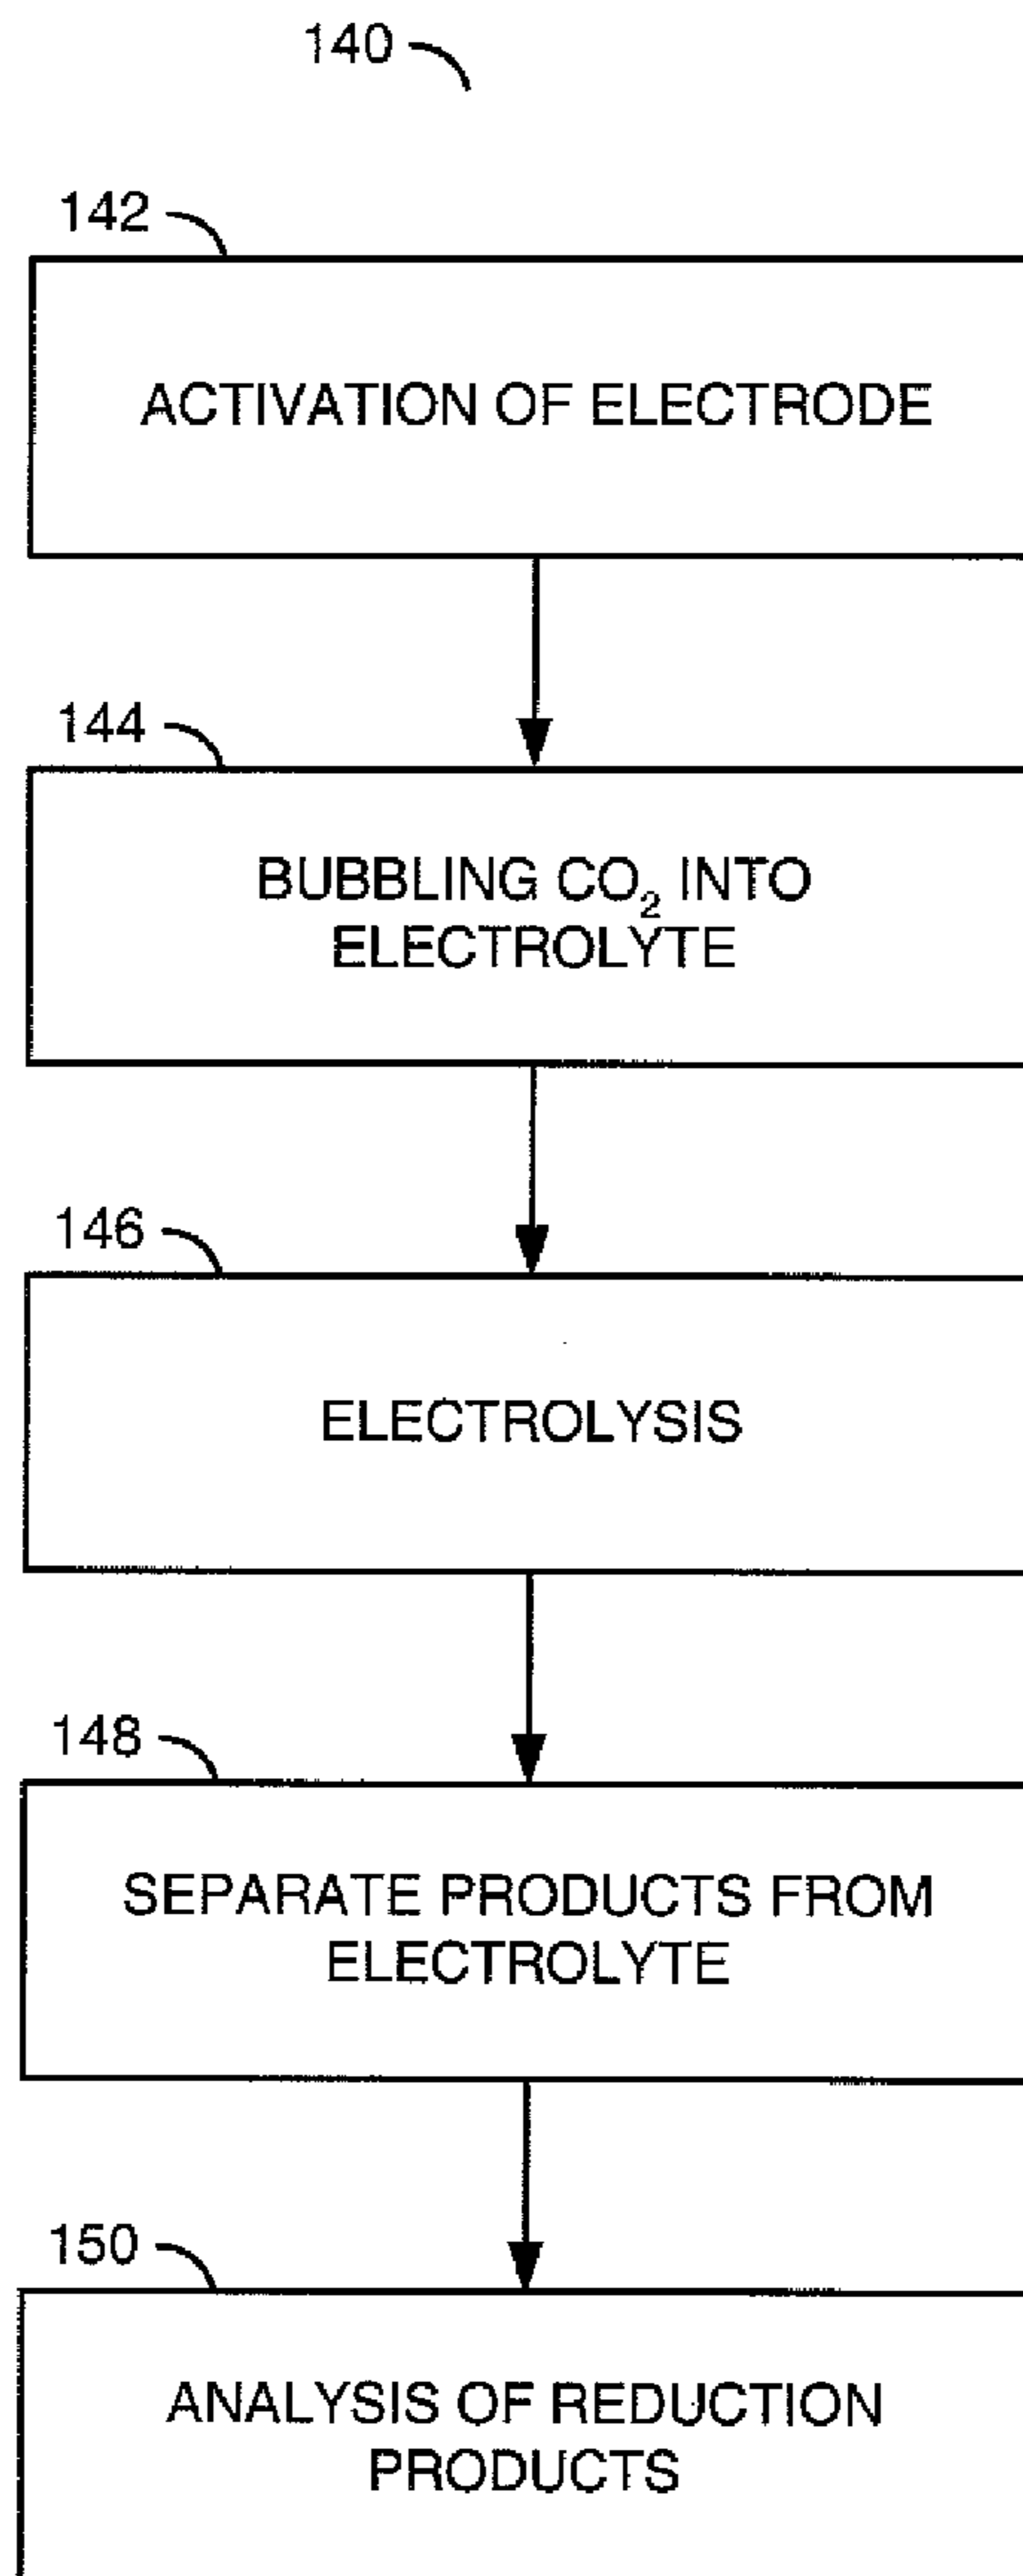 140
142
ACTIVATION OF ELECTRODE
144
BUBBLING CO₂ INTO
ELECTROLYTE
146
ELECTROLYSIS
148
SEPARATE PRODUCTS FROM
ELECTROLYTE
150
ANALYSIS OF REDUCTION
PRODUCTS